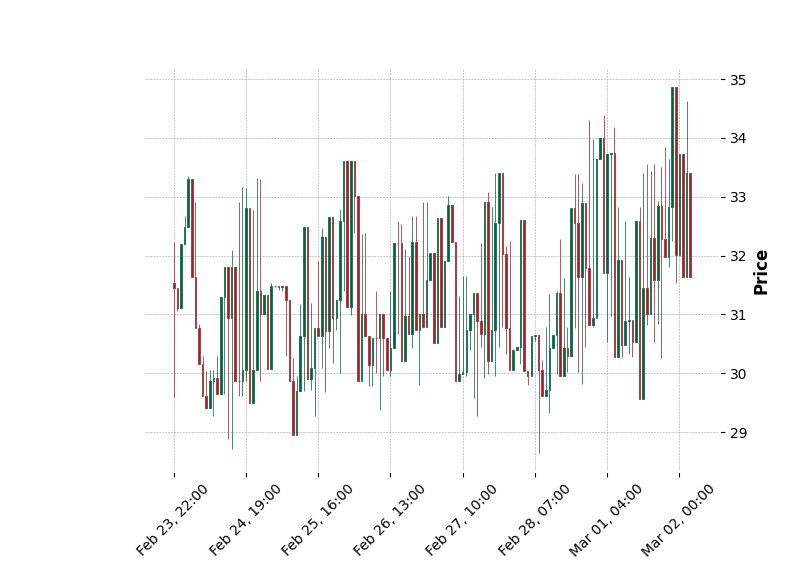 35
34
33
32
31
30
29
Price
Feb 23, 22:00
Feb 24, 19:00
Feb 25, 16:00
Feb 26, 13:00
Feb 27, 10:00
Feb 28, 07:00
Mar 01, 04:00
Mar 02, 00:00